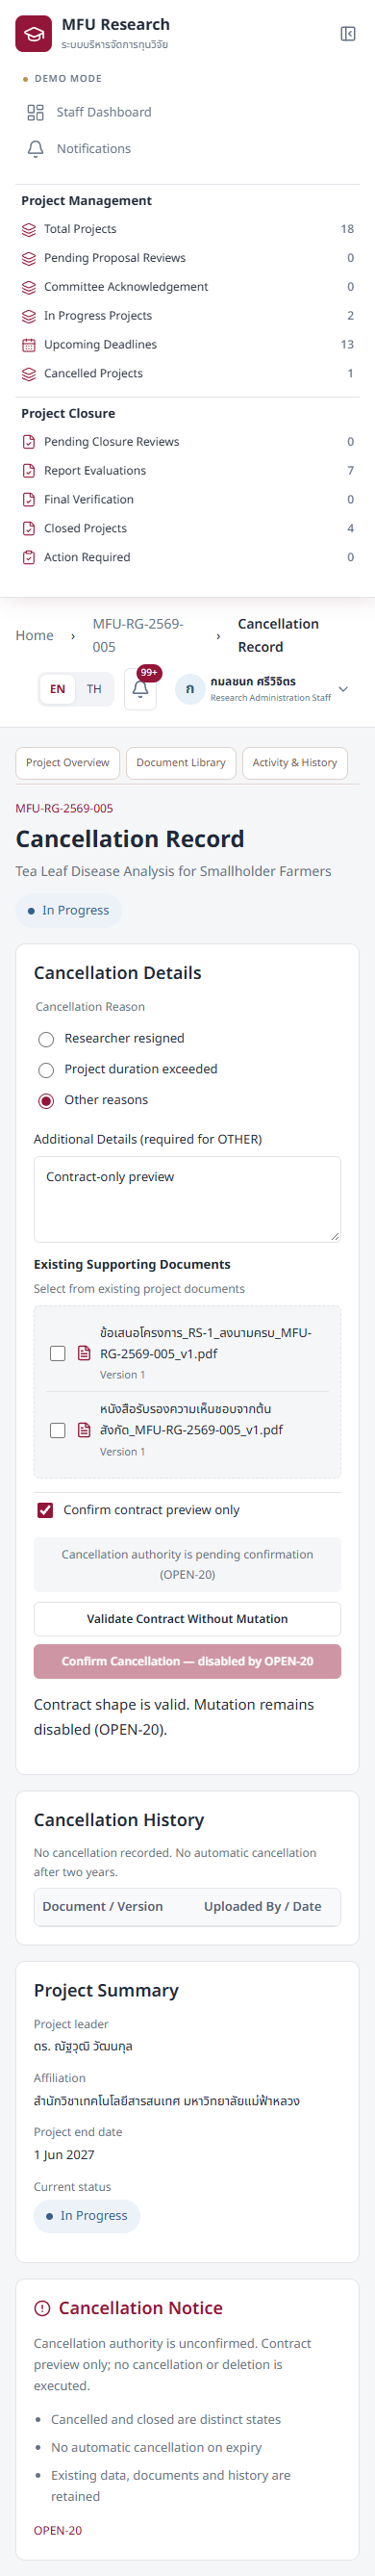 MFU Research
ระบบบริหารจัดการทุนวิจัย
DEMO MODE
Staff Dashboard
Notifications
Project Management
Total Projects 18
Pending Proposal Reviews 0
Committee Acknowledgement 0
In Progress Projects 2
Upcoming Deadlines 13
Cancelled Projects 1
Project Closure
Pending Closure Reviews 0
Report Evaluations 7
Final Verification 0
Closed Projects 4
Action Required 0
Home › MFU-RG-2569-005 › Cancellation Record
EN TH 99+ ก กมลชนก ศรีวิจิตร
Research Administration Staff
Project Overview Document Library Activity & History
MFU-RG-2569-005
Cancellation Record
Tea Leaf Disease Analysis for Smallholder Farmers
In Progress
Cancellation Details
Cancellation Reason
Researcher resigned
Project duration exceeded
Other reasons
Additional Details (required for OTHER)
Contract-only preview
Existing Supporting Documents
Select from existing project documents
ข้อเสนอโครงการ_RS-1_ลงนามครบ_MFU-
RG-2569-005_v1.pdf
Version 1
หนังสือรับรองความเห็นชอบจากต้น
สังกัด_MFU-RG-2569-005_v1.pdf
Version 1
Confirm contract preview only
Cancellation authority is pending confirmation
(OPEN-20)
Validate Contract Without Mutation
Confirm Cancellation — disabled by OPEN-20
Contract shape is valid. Mutation remains
disabled (OPEN-20).
Cancellation History
No cancellation recorded. No automatic cancellation
after two years.
Document / Version Uploaded By / Date
Project Summary
Project leader
ดร. ณัฐวุฒิ วัฒนกุล
Affiliation
สำนักวิชาเทคโนโลยีสารสนเทศ มหาวิทยาลัยแม่ฟ้าหลวง
Project end date
1 Jun 2027
Current status
In Progress
Cancellation Notice
Cancellation authority is unconfirmed. Contract
preview only; no cancellation or deletion is
executed.
Cancelled and closed are distinct states
No automatic cancellation on expiry
Existing data, documents and history are
retained
OPEN-20